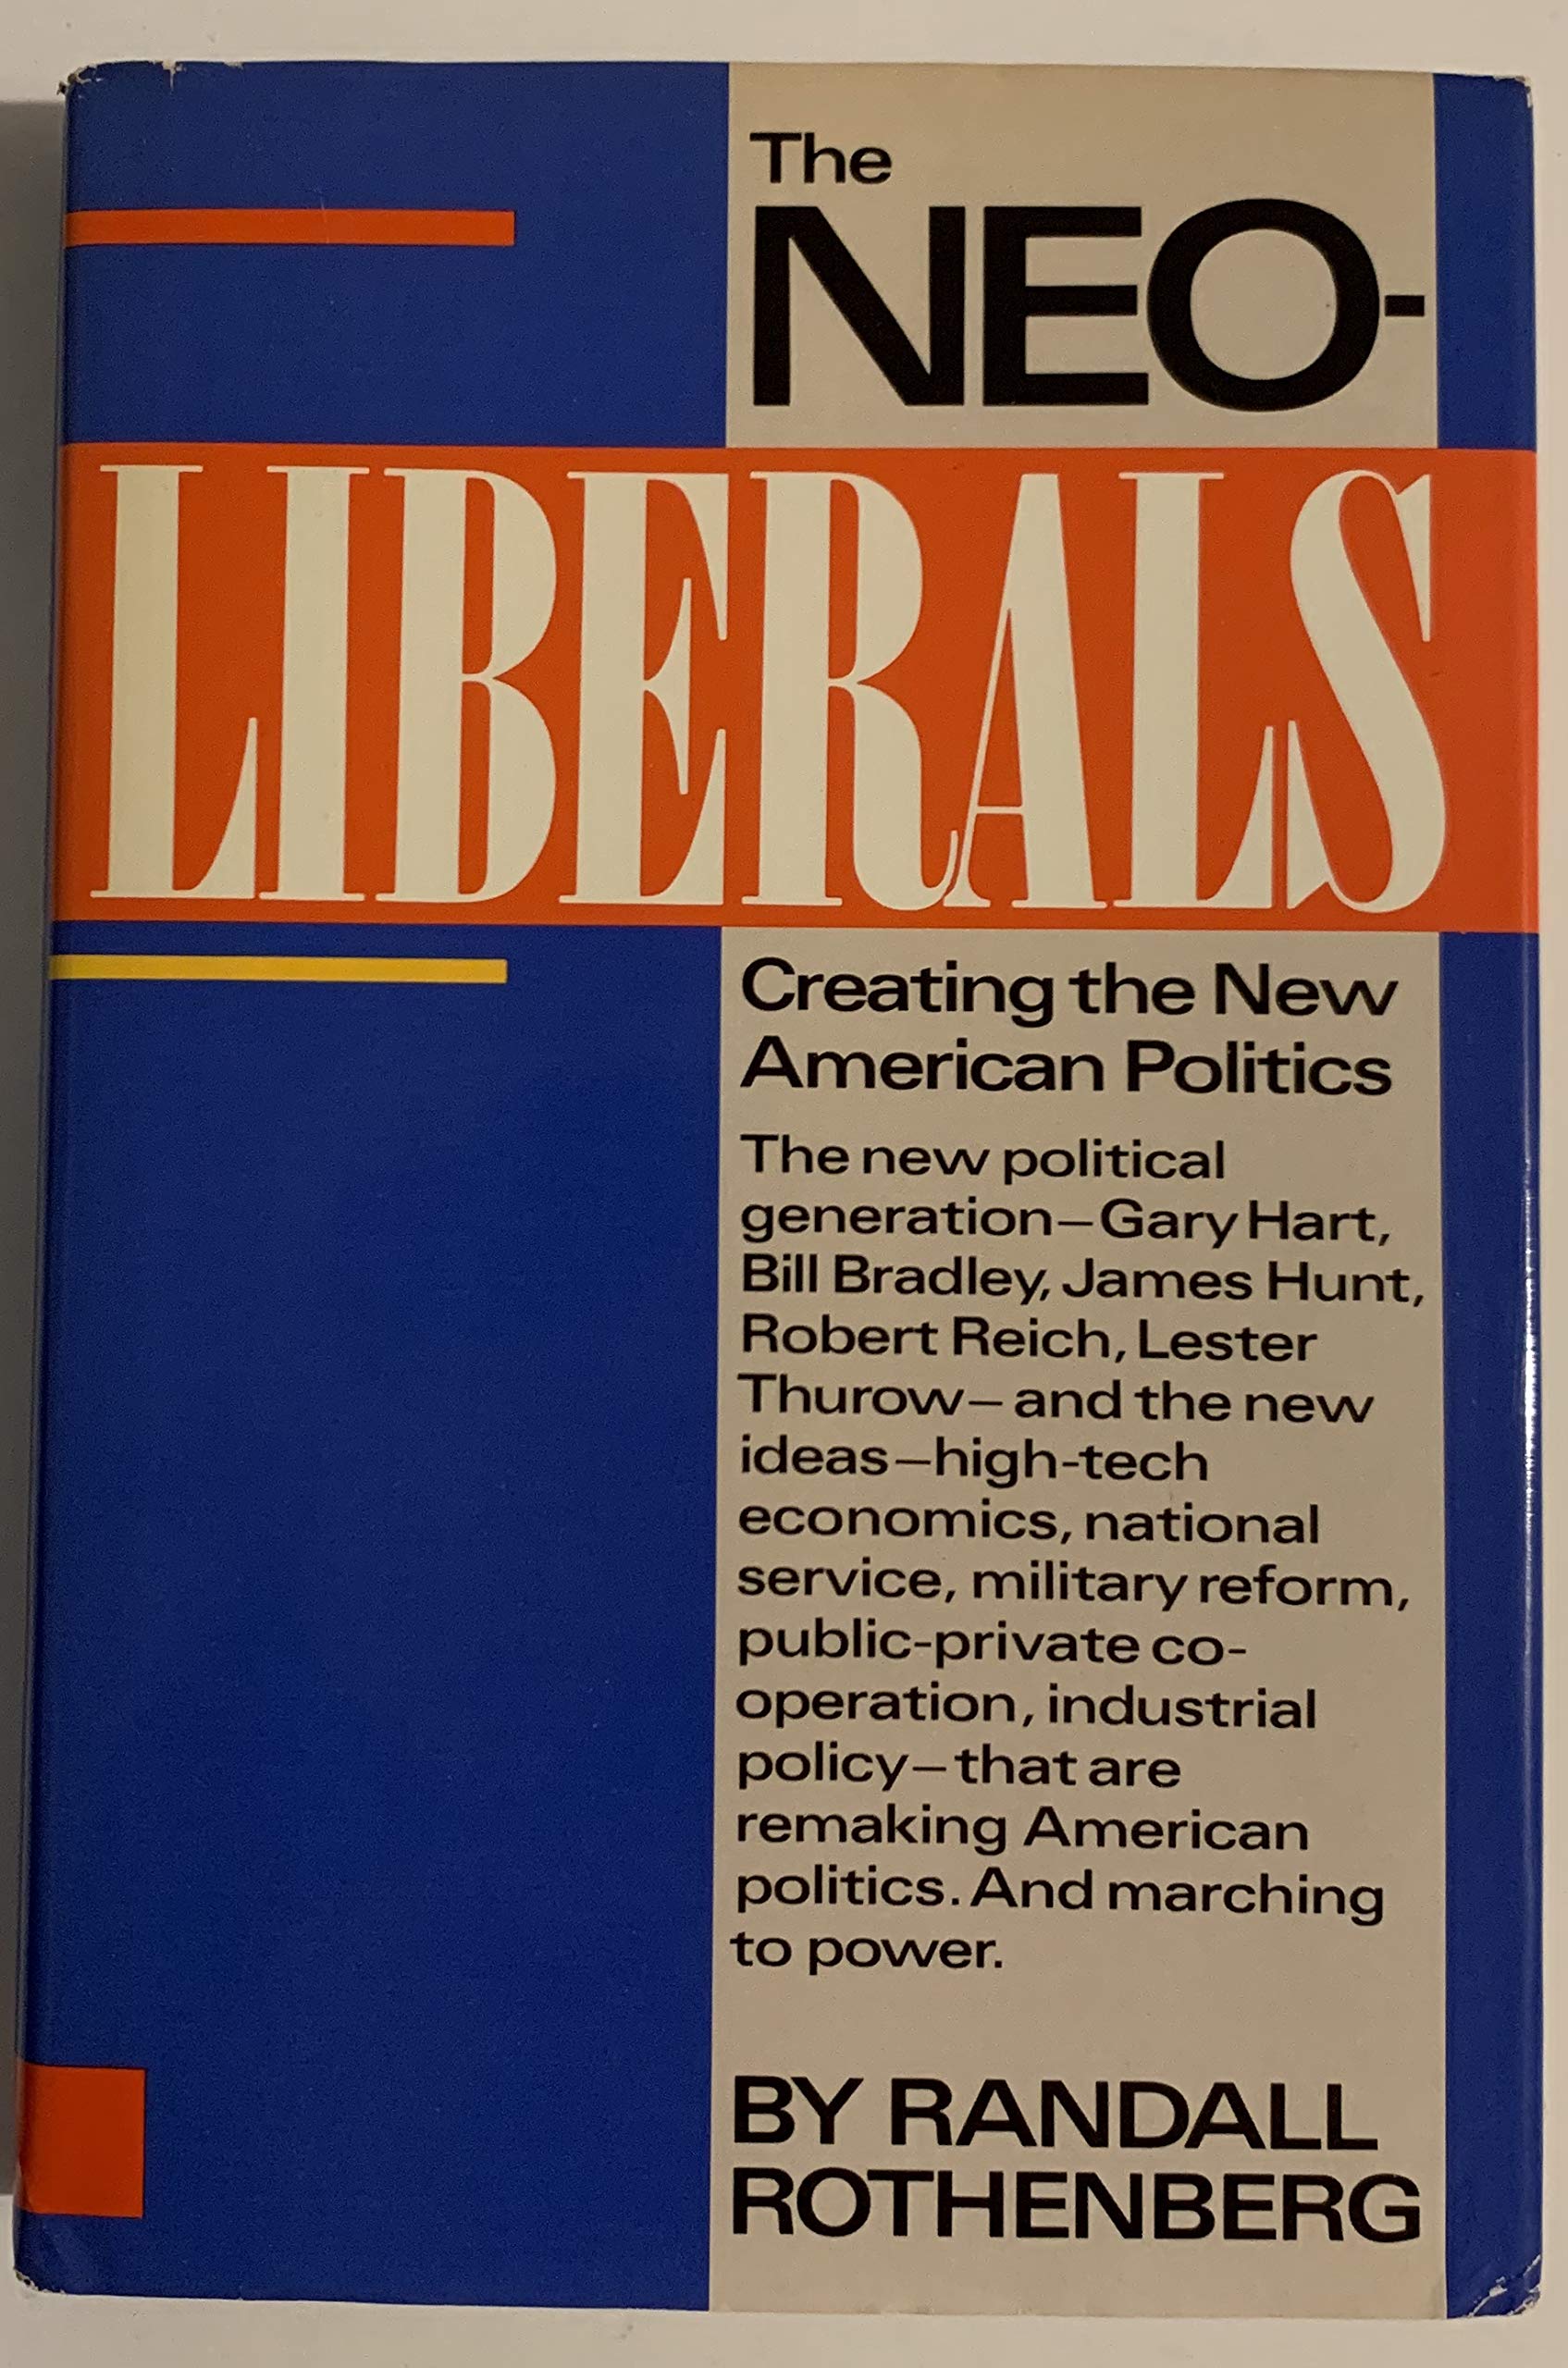 The
NEO-
LIBERALS
Creating the New
American Politics
The new political
generation—Gary Hart,
Bill Bradley, James Hunt,
Robert Reich, Lester
Thurow—and the new
ideas—high-tech
economics, national
service, military reform,
public-private co-
operation, industrial
policy—that are
remaking American
politics. And marching
to power.
BY RANDALL
ROTHENBERG